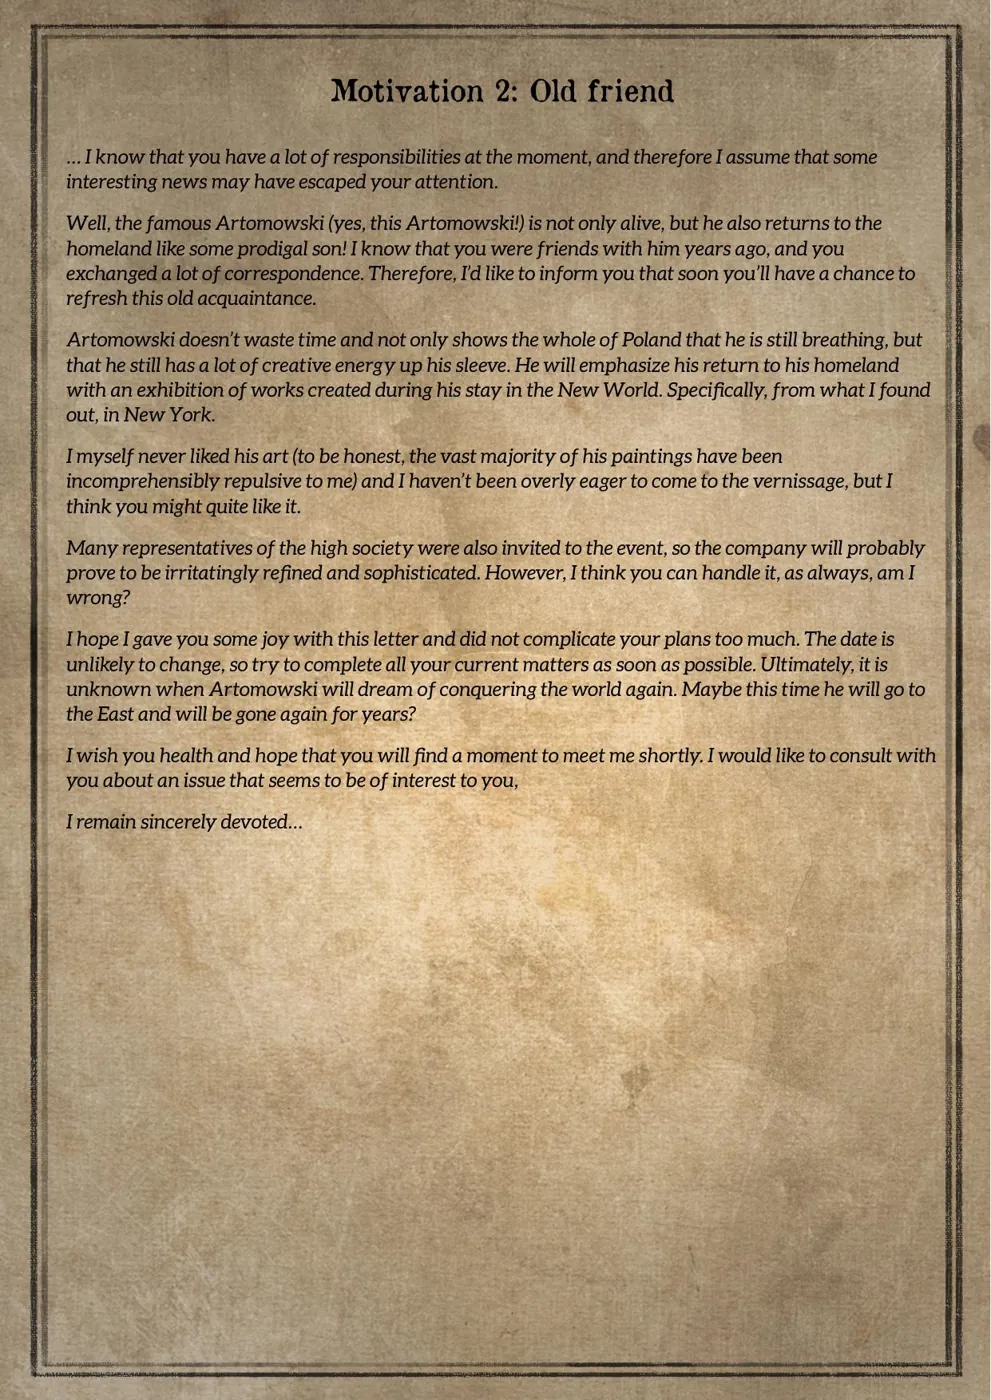 Motivation 2: Old friend
… I know that you have a lot of responsibilities at the moment, and therefore I assume that some
interesting news may have escaped your attention.
Well, the famous Artomowski (yes, this Artomowski!) is not only alive, but he also returns to the
homeland like some prodigal son! I know that you were friends with him years ago, and you
exchanged a lot of correspondence. Therefore, I’d like to inform you that soon you’ll have a chance to
refresh this old acquaintance.
Artomowski doesn’t waste time and not only shows the whole of Poland that he is still breathing, but
that he still has a lot of creative energy up his sleeve. He will emphasize his return to his homeland
with an exhibition of works created during his stay in the New World. Specifically, from what I found
out, in New York.
I myself never liked his art (to be honest, the vast majority of his paintings have been
incomprehensibly repulsive to me) and I haven’t been overly eager to come to the vernissage, but I
think you might quite like it.
Many representatives of the high society were also invited to the event, so the company will probably
prove to be irritatingly refined and sophisticated. However, I think you can handle it, as always, am I
wrong?
I hope I gave you some joy with this letter and did not complicate your plans too much. The date is
unlikely to change, so try to complete all your current matters as soon as possible. Ultimately, it is
unknown when Artomowski will dream of conquering the world again. Maybe this time he will go to
the East and will be gone again for years?
I wish you health and hope that you will find a moment to meet me shortly. I would like to consult with
you about an issue that seems to be of interest to you,
I remain sincerely devoted…